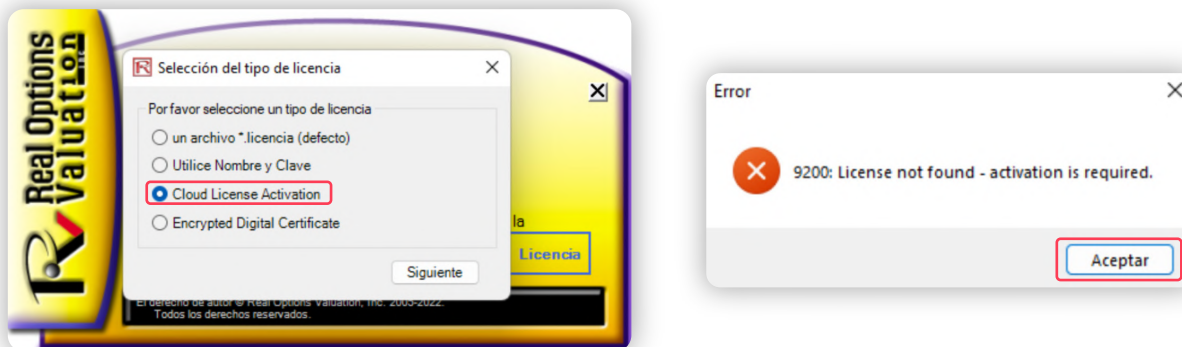 Real Options
Valuation
Selección del tipo de licencia
Por favor seleccione un tipo de licencia
un archivo *.licencia (defecto)
Utilice Nombre y Clave
Cloud License Activation
Encrypted Digital Certificate
Siguiente
la
Licencia
El derecho de autor © Real Options Valuation, Inc. 2005-2022.
Todos los derechos reservados.
Error
9200: License not found - activation is required.
Aceptar